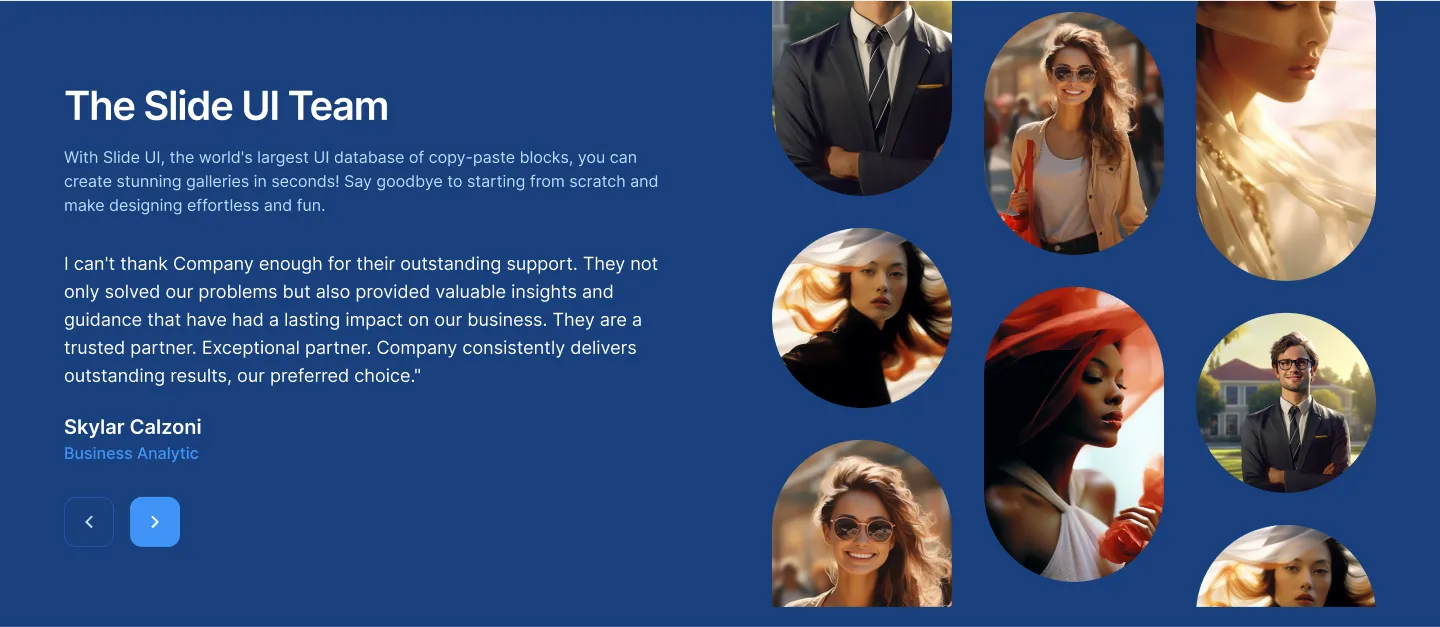 The Slide UI Team
With Slide UI, the world's largest UI database of copy-paste blocks, you can
create stunning galleries in seconds! Say goodbye to starting from scratch and
make designing effortless and fun.
I can't thank Company enough for their outstanding support. They not
only solved our problems but also provided valuable insights and
guidance that have had a lasting impact on our business. They are a
trusted partner. Exceptional partner. Company consistently delivers
outstanding results, our preferred choice."
Skylar Calzoni
Business Analytic